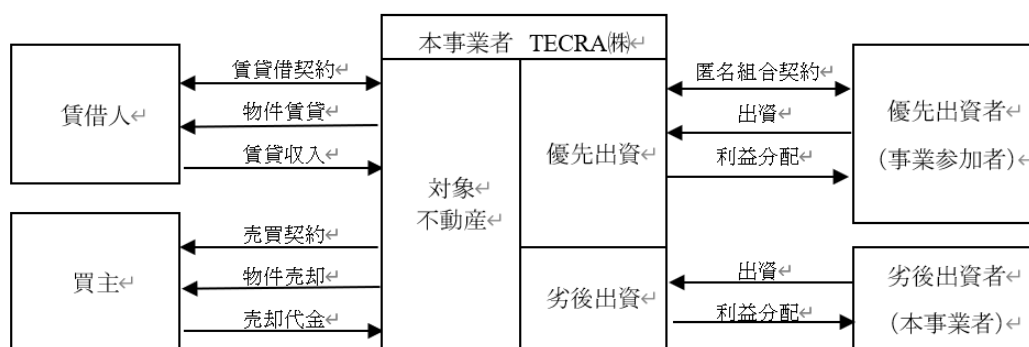 本事業者 TECRA㈱↵
賃借人↵
賃貸借契約↵
物件賃貸↵
賃貸収入↵
買主↵
売買契約↵
物件売却↵
売却代金↵
対象↵
不動産↵
優先出資↵
劣後出資↵
匿名組合契約↵
出資↵
利益分配↵
優先出資者↵
(事業参加者)↵
出資↵
利益分配↵
劣後出資者↵
(本事業者)↵